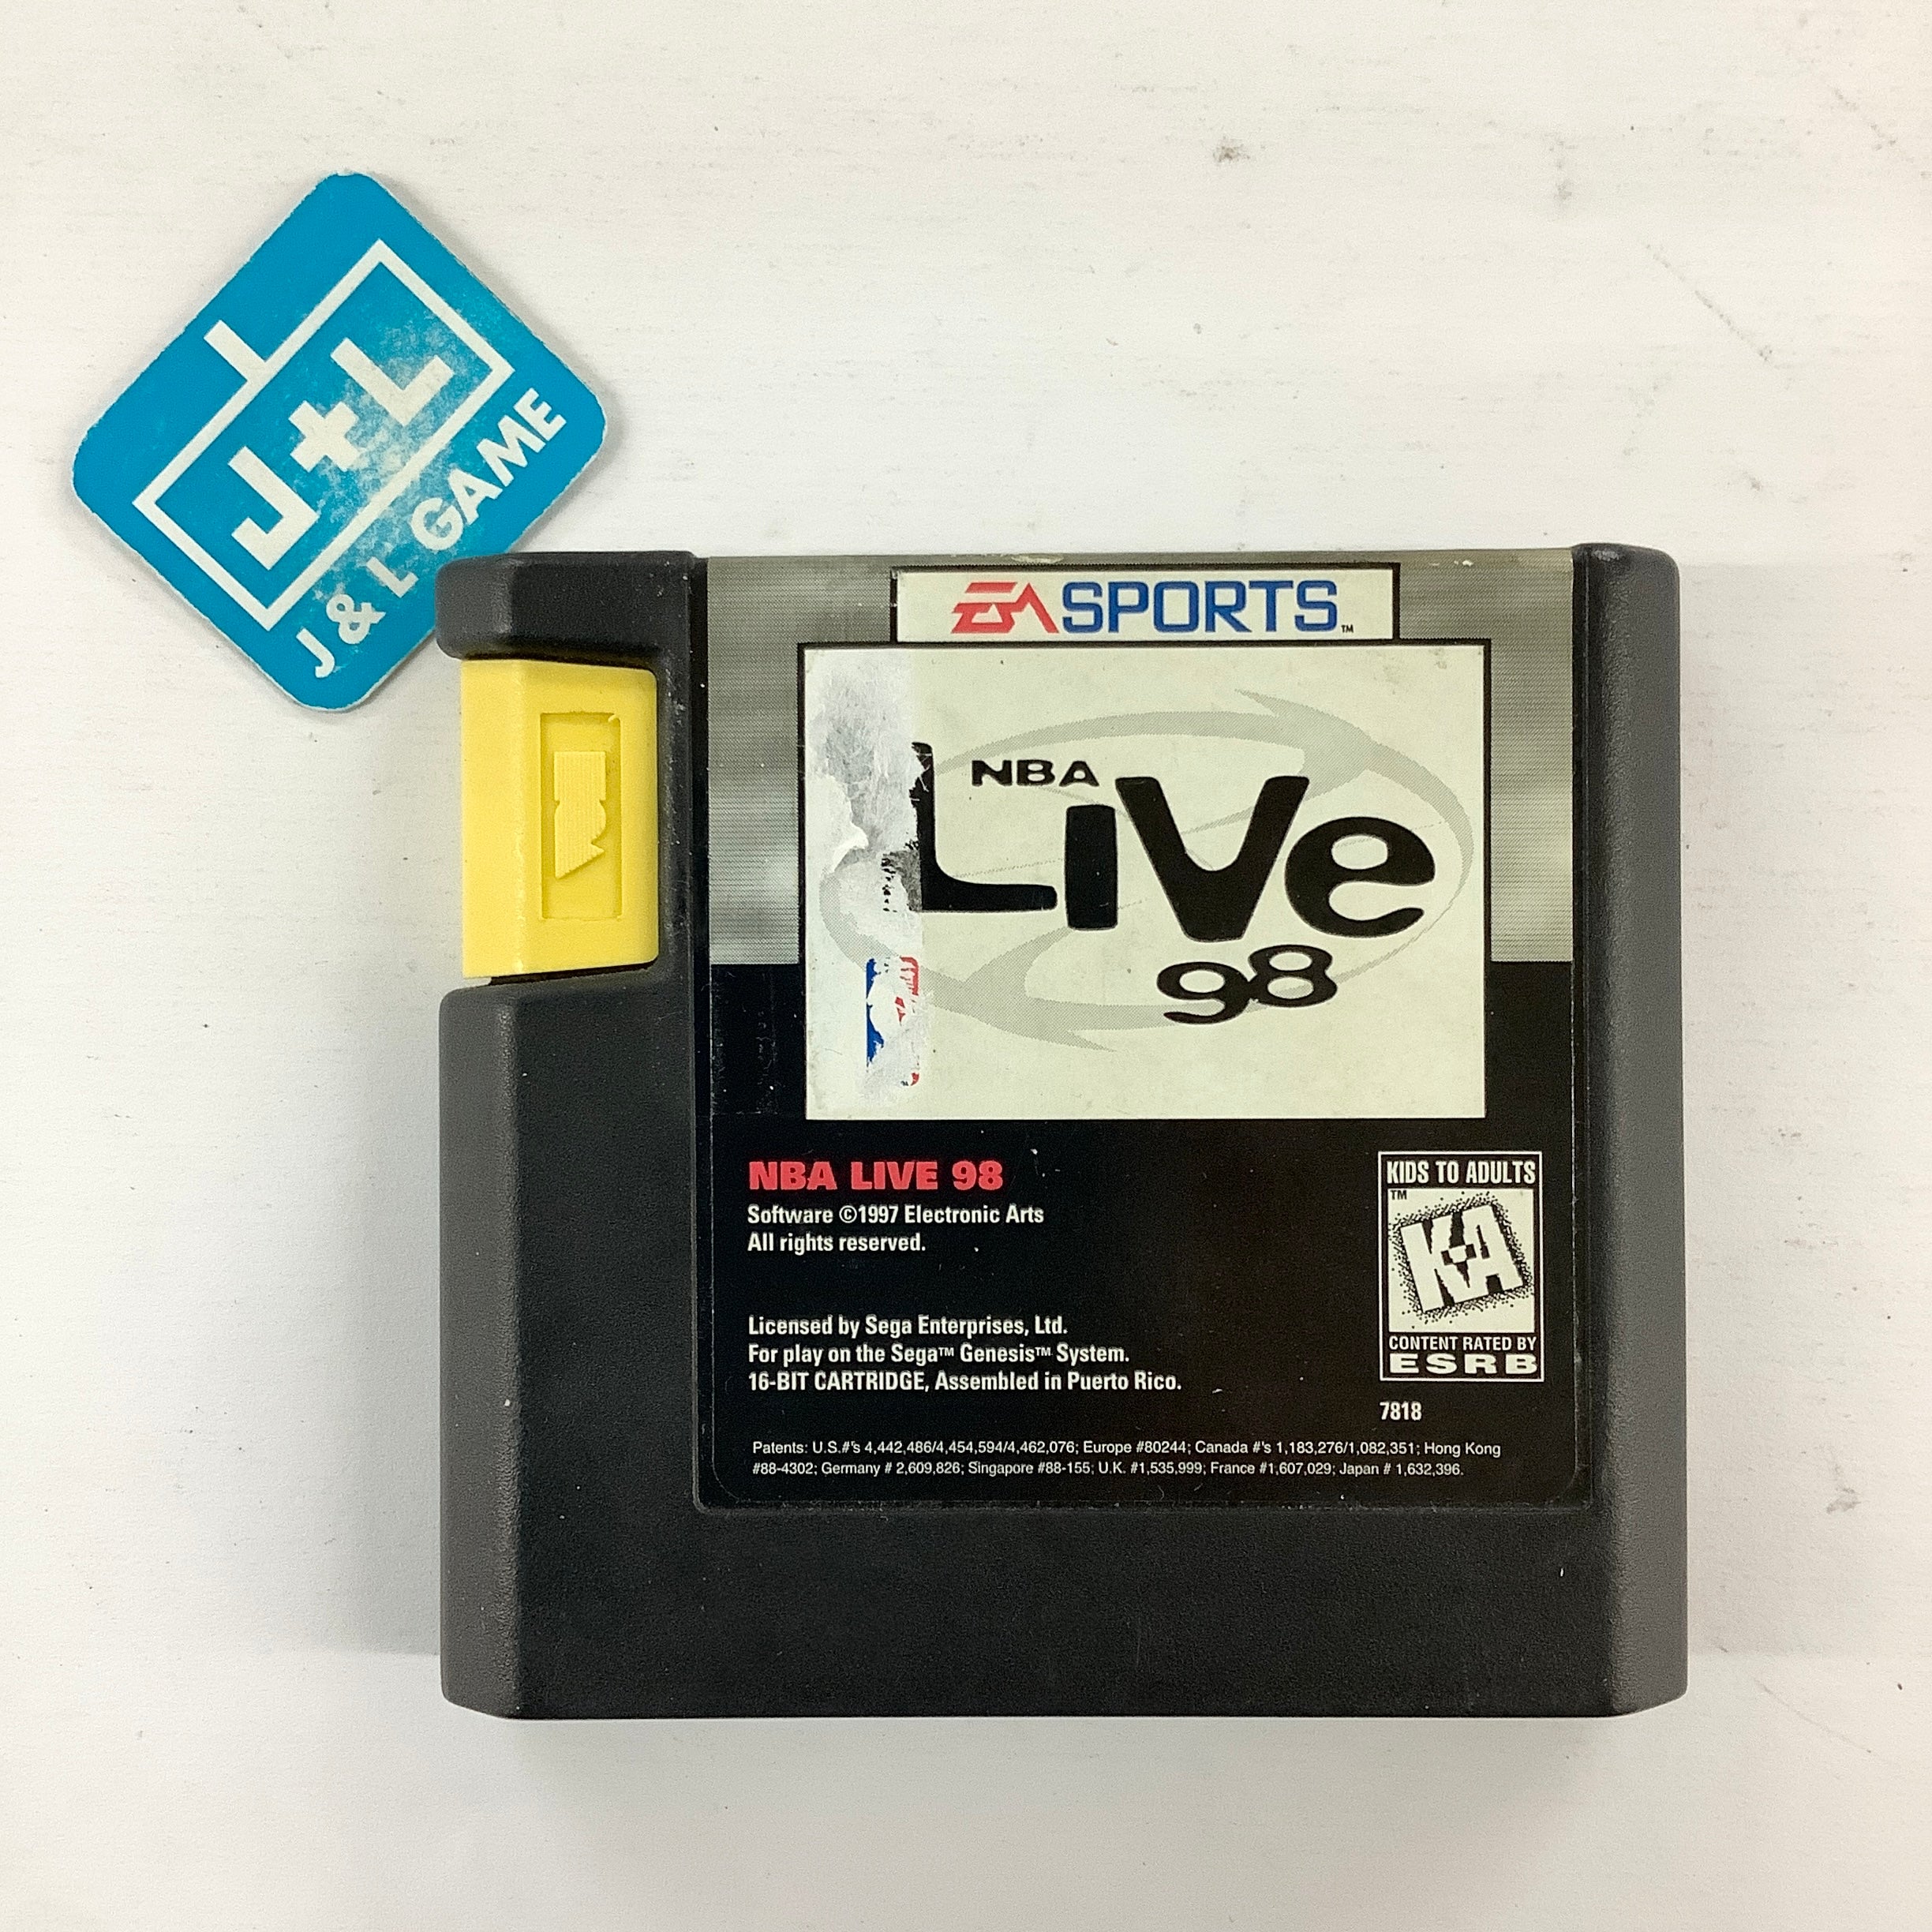 J+L
J & L GAME
EA SPORTS™
NBA
LiVe
98
NBA LIVE 98
Software ©1997 Electronic Arts
All rights reserved.
Licensed by Sega Enterprises, Ltd.
For play on the Sega™ Genesis™ System.
16-BIT CARTRIDGE, Assembled in Puerto Rico.
KIDS TO ADULTS
™
K-A
CONTENT RATED BY
ESRB
7818
Patents: U.S.#'s 4,442,486/4,454,594/4,462,076; Europe #80244; Canada #'s 1,183,276/1,082,351; Hong Kong
#88-4302; Germany # 2,609,826; Singapore #88-155; U.K. #1,535,999; France #1,607,029; Japan # 1,632,396.